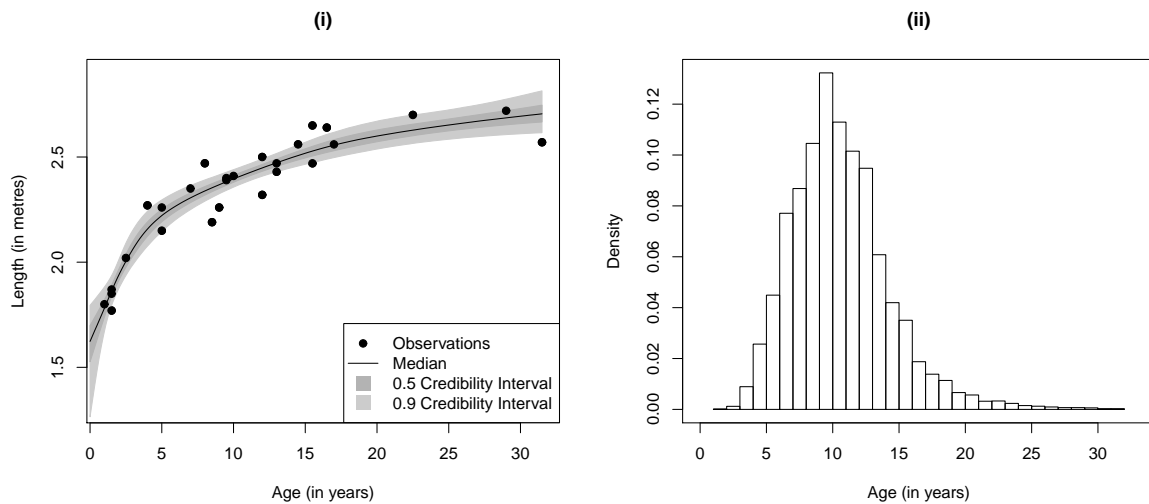 (i)
Length (in metres)
2.5
2.0
1.5
0 5 10 15 20 25 30
Age (in years)
Observations
Median
0.5 Credibility Interval
0.9 Credibility Interval
(ii)
Density
0.12
0.10
0.08
0.06
0.04
0.02
0.00
0 5 10 15 20 25 30
Age (in years)